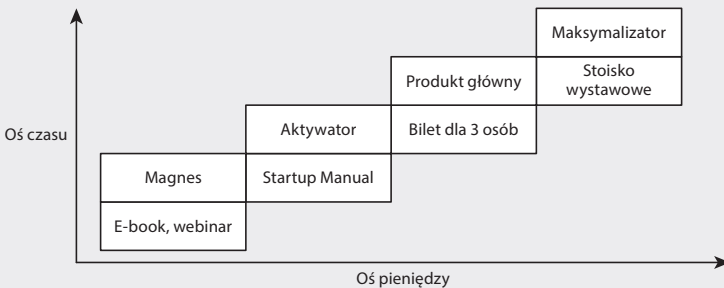 Maksymalizator
Produkt główny
Stoisko
wystawowe
Oś czasu
Aktywator
Bilet dla 3 osób
Magnes
Startup Manual
E-book, webinar
Oś pieniędzy